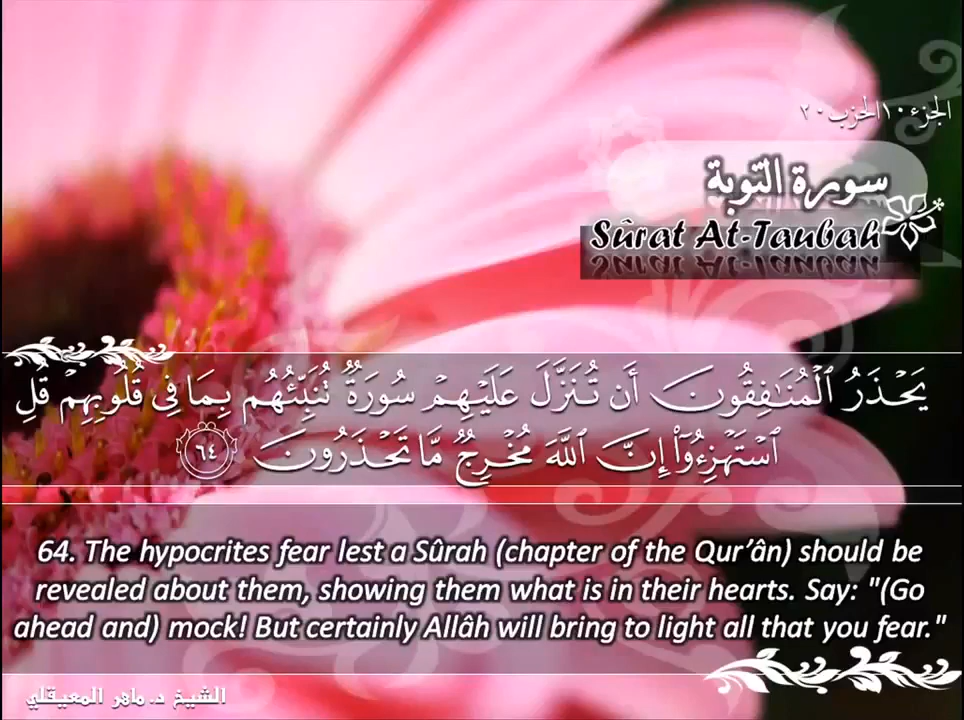 الجزء ١٠ الحزب ٢٠
سورة التوبة
Sûrat At-Taubah
يَحْذَرُ ٱلْمُنَٰفِقُونَ أَن تُنَزَّلَ عَلَيْهِمْ سُورَةٌ تُنَبِّئُهُم بِمَا فِى قُلُوبِهِمْ قُلِ
ٱسْتَهْزِءُوٓا۟ إِنَّ ٱللَّهَ مُخْرِجٌ مَّا تَحْذَرُونَ ٦٤
64. The hypocrites fear lest a Sûrah (chapter of the Qur’ân) should be
revealed about them, showing them what is in their hearts. Say: "(Go
ahead and) mock! But certainly Allâh will bring to light all that you fear."
الشيخ د. ماهر المعيقلي